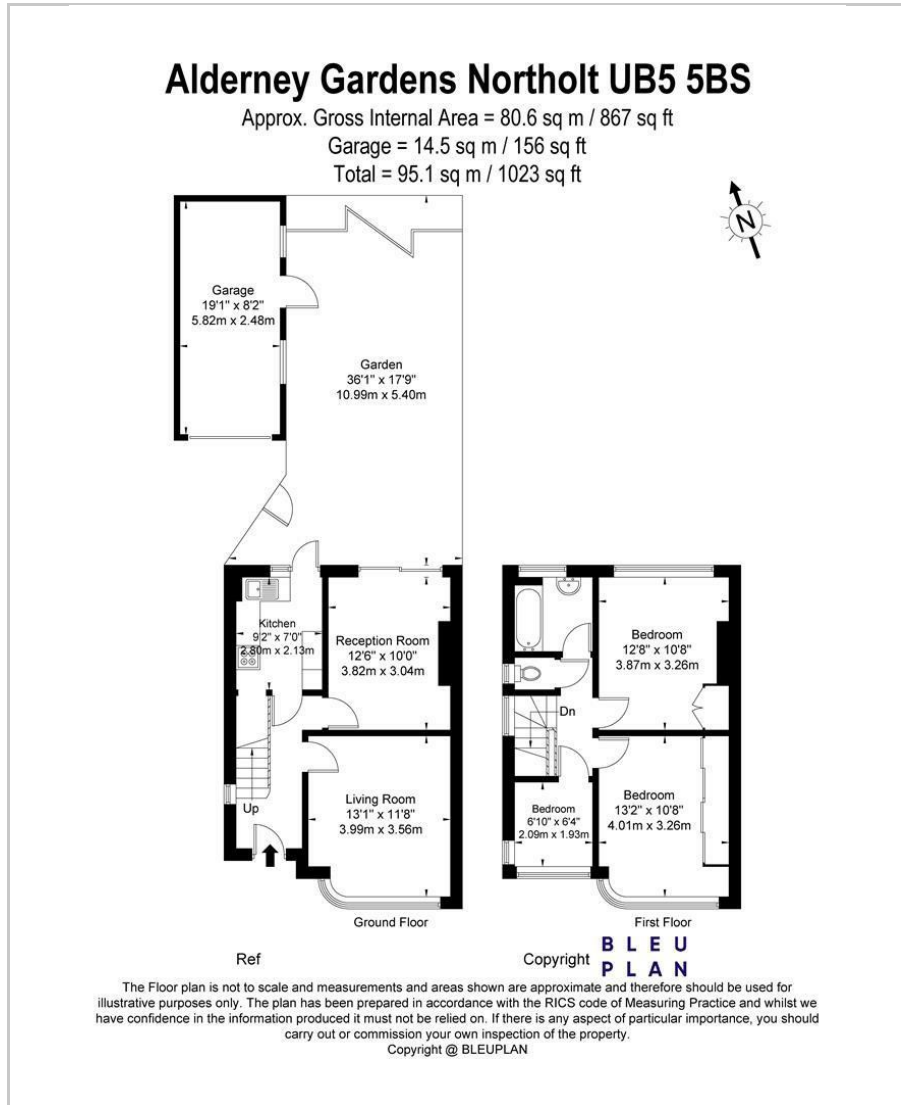 Alderney Gardens Northolt UB5 5BS
Approx. Gross Internal Area = 80.6 sq m / 867 sq ft
Garage = 14.5 sq m / 156 sq ft
Total = 95.1 sq m / 1023 sq ft
N
Garage
19'1" x 8'2"
5.82m x 2.48m
Garden
36'1" x 17'9"
10.99m x 5.40m
Kitchen
9'2" x 7'0"
2.80m x 2.13m
Reception Room
12'6" x 10'0"
3.82m x 3.04m
Up
Living Room
13'1" x 11'8"
3.99m x 3.56m
Ground Floor
Bedroom
12'8" x 10'8"
3.87m x 3.26m
Dn
Bedroom
6'10" x 6'4"
2.09m x 1.93m
Bedroom
13'2" x 10'8"
4.01m x 3.26m
First Floor
Ref
Copyright
BLEU
PLAN
The Floor plan is not to scale and measurements and areas shown are approximate and therefore should be used for
illustrative purposes only. The plan has been prepared in accordance with the RICS code of Measuring Practice and whilst we
have confidence in the information produced it must not be relied on. If there is any aspect of particular importance, you should
carry out or commission your own inspection of the property.
Copyright @ BLEUPLAN